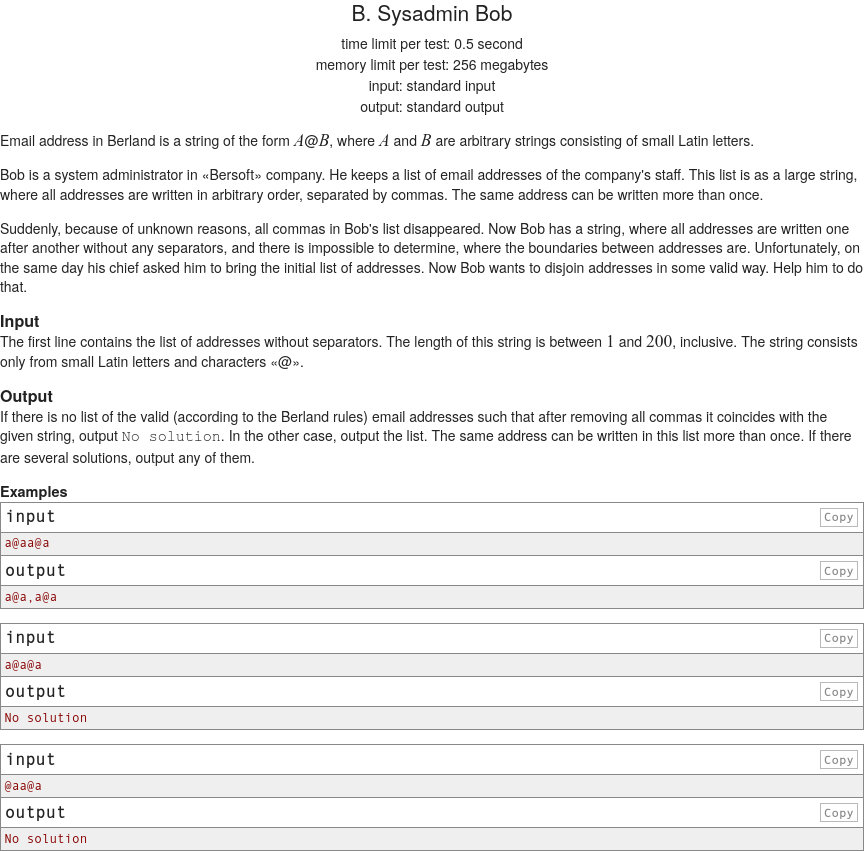 B. Sysadmin Bob
time limit per test: 0.5 second
memory limit per test: 256 megabytes
input: standard input
output: standard output
Email address in Berland is a string of the form A@B, where A and B are arbitrary strings consisting of small Latin letters.
Bob is a system administrator in «Bersoft» company. He keeps a list of email addresses of the company's staff. This list is as a large string,
where all addresses are written in arbitrary order, separated by commas. The same address can be written more than once.
Suddenly, because of unknown reasons, all commas in Bob's list disappeared. Now Bob has a string, where all addresses are written one
after another without any separators, and there is impossible to determine, where the boundaries between addresses are. Unfortunately, on
the same day his chief asked him to bring the initial list of addresses. Now Bob wants to disjoin addresses in some valid way. Help him to do
that.
Input
The first line contains the list of addresses without separators. The length of this string is between 1 and 200, inclusive. The string consists
only from small Latin letters and characters «@».
Output
If there is no list of the valid (according to the Berland rules) email addresses such that after removing all commas it coincides with the
given string, output No solution. In the other case, output the list. The same address can be written in this list more than once. If there
are several solutions, output any of them.
Examples
input Copy
a@aa@a
output Copy
a@a,a@a
input Copy
a@a@a
output Copy
No solution
input Copy
@aa@a
output Copy
No solution